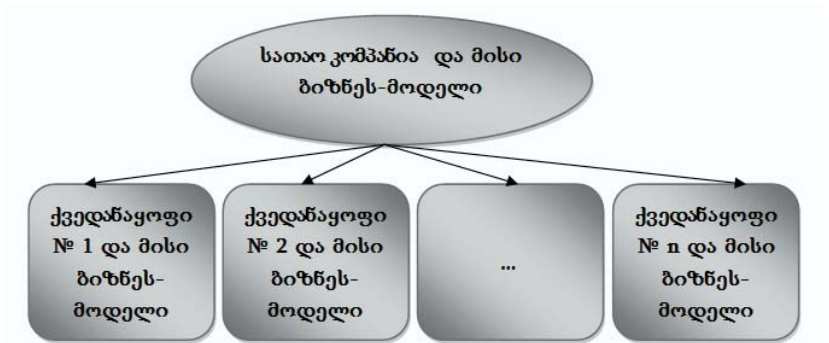 სათაო კომპანია და მისი
ბიზნეს-მოდელი
ქვედანაყოფი
№ 1 და მისი
ბიზნეს-
მოდელი
ქვედანაყოფი
№ 2 და მისი
ბიზნეს-
მოდელი
...
ქვედანაყოფი
№ n და მისი
ბიზნეს-
მოდელი